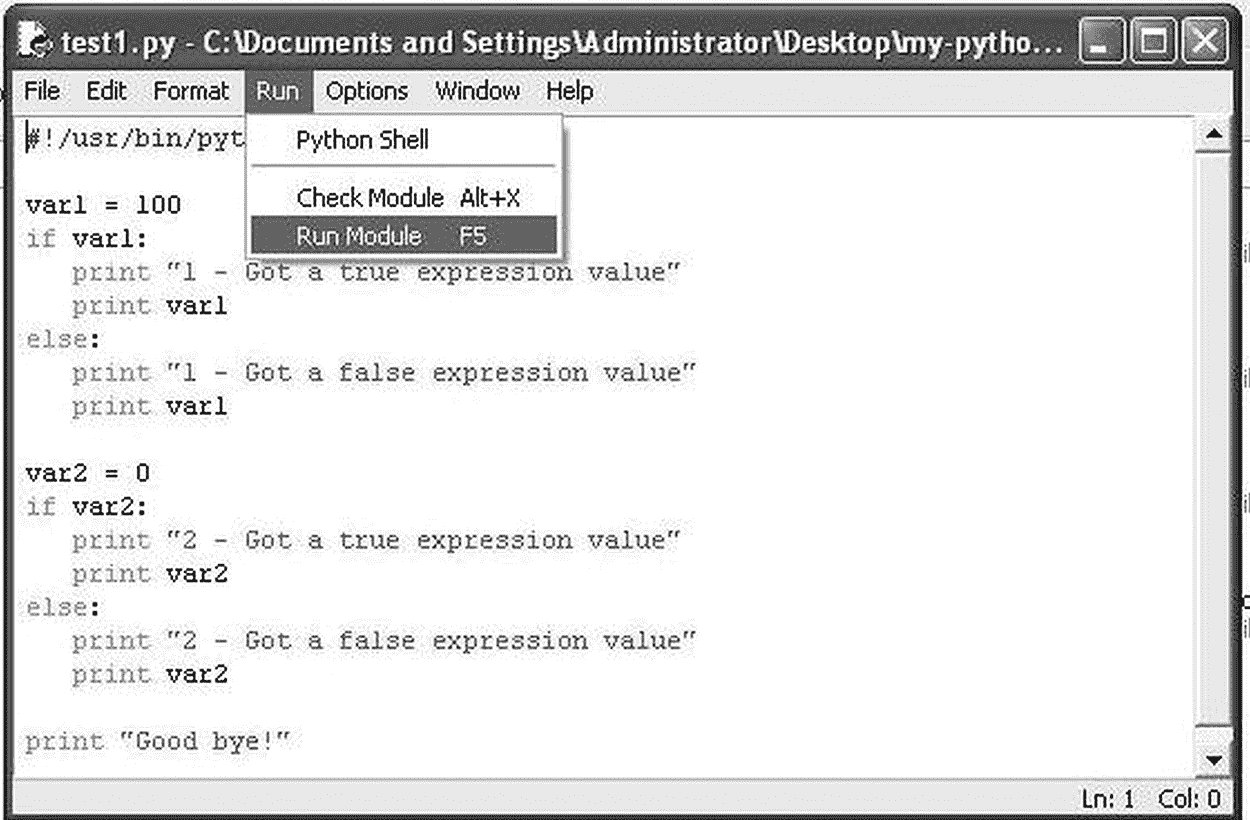 test1.py - C:\Documents and Settings\Administrator\Desktop\my-pytho...
File Edit Format Run Options Window Help
#!/usr/bin/pyt
Python Shell
Check Module Alt+X
Run Module F5
var1 = 100
if var1:
print "1 - Got a true expression value"
print var1
else:
print "1 - Got a false expression value"
print var1
var2 = 0
if var2:
print "2 - Got a true expression value"
print var2
else:
print "2 - Got a false expression value"
print var2
print "Good bye!"
Ln: 1 Col: 0